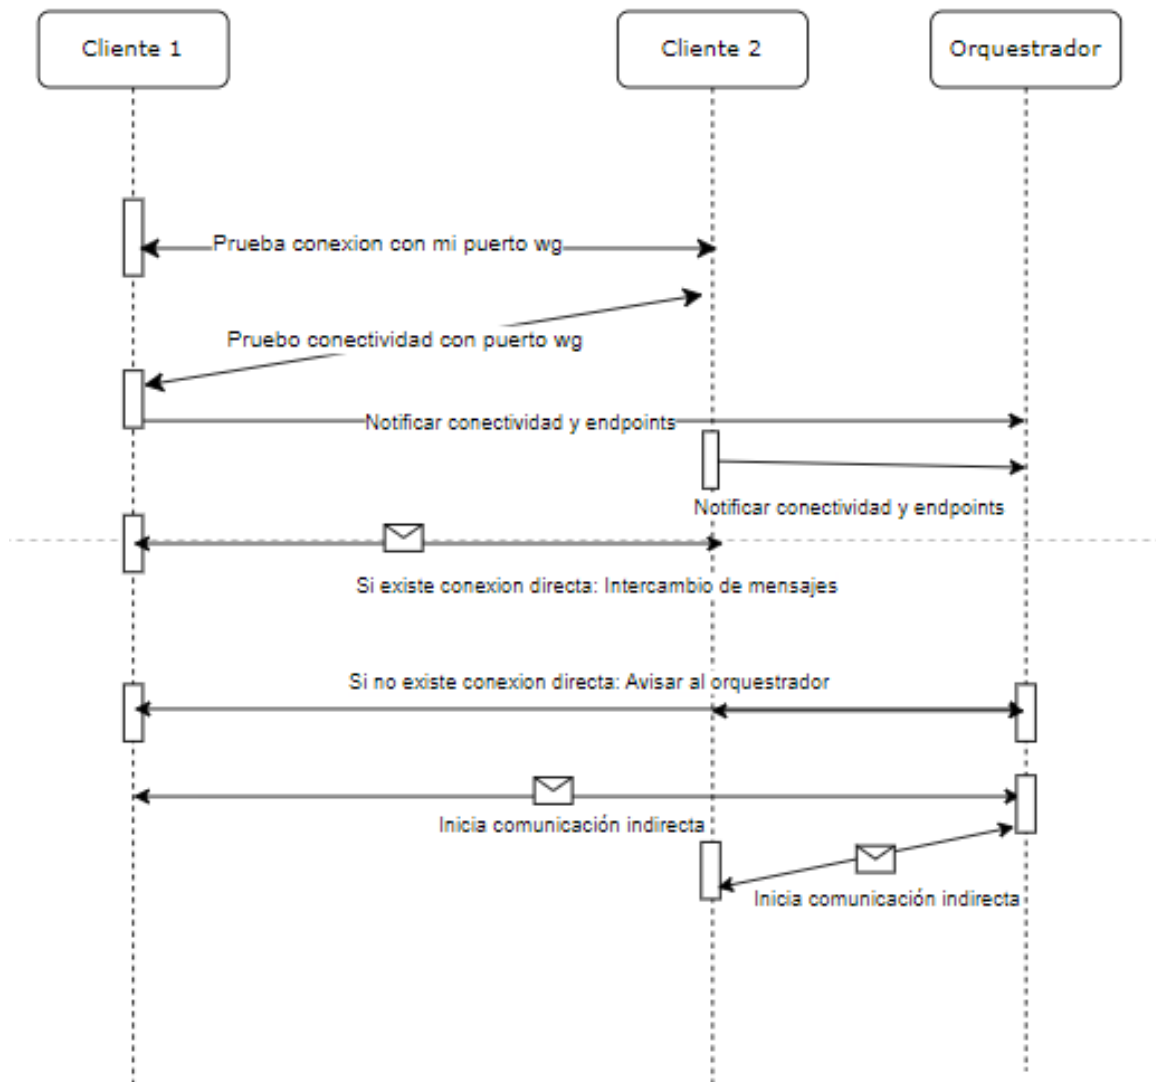 Cliente 1
Cliente 2
Orquestrador
Prueba conexion con mi puerto wg
Pruebo conectividad con puerto wg
Notificar conectividad y endpoints
Notificar conectividad y endpoints
Si existe conexion directa: Intercambio de mensajes
Si no existe conexion directa: Avisar al orquestrador
Inicia comunicación indirecta
Inicia comunicación indirecta